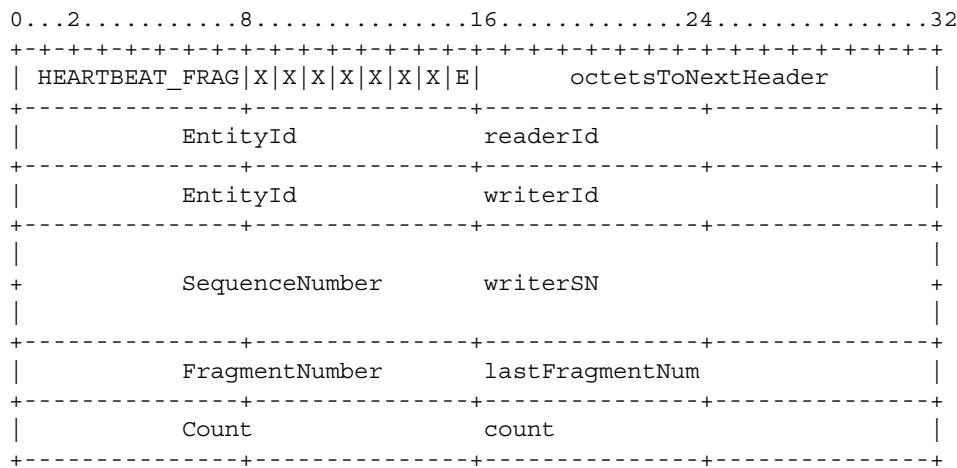 0...2...........8...............16.............24...............32
+-+-+-+-+-+-+-+-+-+-+-+-+-+-+-+-+-+-+-+-+-+-+-+-+-+-+-+-+-+-+-+-+
| HEARTBEAT_FRAG|X|X|X|X|X|X|X|E|      octetsToNextHeader       |
+---------------+---------------+---------------+---------------+
|           EntityId             readerId                       |
+---------------+---------------+---------------+---------------+
|           EntityId             writerId                       |
+---------------+---------------+---------------+---------------+
|                                                               |
+           SequenceNumber       writerSN                       +
|                                                               |
+---------------+---------------+---------------+---------------+
|           FragmentNumber       lastFragmentNum                |
+---------------+---------------+---------------+---------------+
|           Count                count                          |
+---------------+---------------+---------------+---------------+